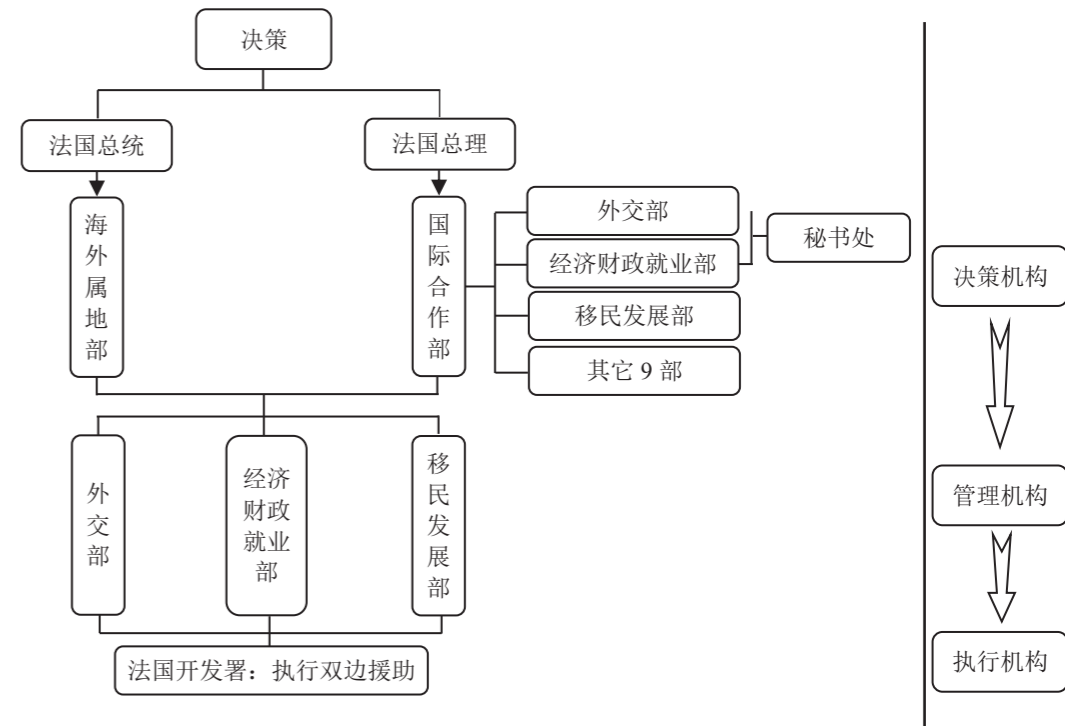 决策
法国总统
法国总理
海外属地部
国际合作部
外交部
经济财政就业部
移民发展部
其它 9 部
秘书处
外交部
经济
财政
就业
部
移民发展部
法国开发署：执行双边援助
决策机构
管理机构
执行机构